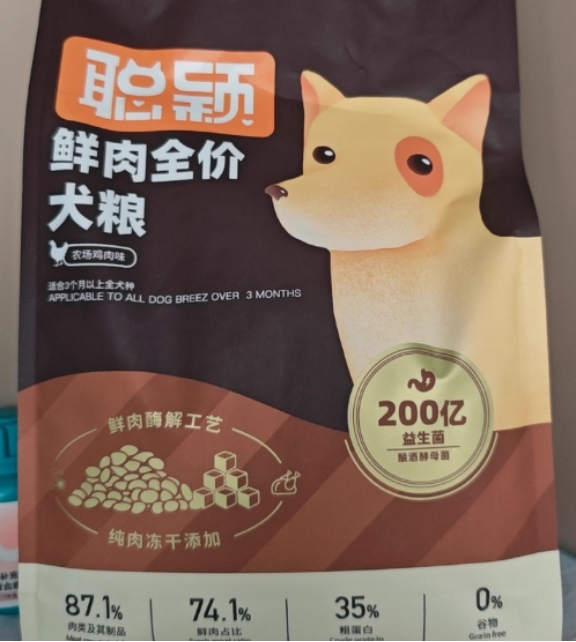 聪颖
鲜肉全价
犬粮
农场鸡肉味
适合3个月以上全犬种
APPLICABLE TO ALL DOG BREEZ OVER 3 MONTHS
200亿
益生菌
酿酒酵母菌
鲜肉酶解工艺
纯肉冻干添加
87.1% 74.1% 35% 0%
肉类及其制品 鲜肉占比 粗蛋白 谷物
Grain free